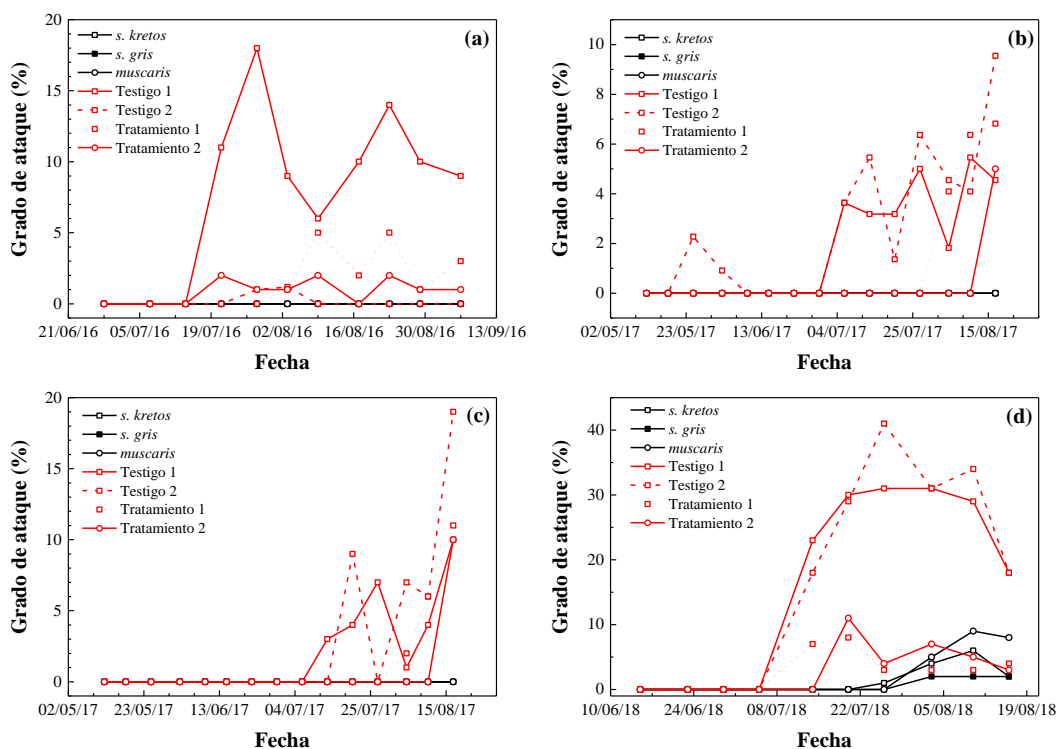 (a)
20
15
10
5
0
Grado de ataque (%)
s. kretos
s. gris
muscaris
Testigo 1
Testigo 2
Tratamiento 1
Tratamiento 2
21/06/16 05/07/16 19/07/16 02/08/16 16/08/16 30/08/16 13/09/16
Fecha
(b)
10
8
6
4
2
0
Grado de ataque (%)
s. kretos
s. gris
muscaris
Testigo 1
Testigo 2
Tratamiento 1
Tratamiento 2
02/05/17 23/05/17 13/06/17 04/07/17 25/07/17 15/08/17
Fecha
(c)
20
15
10
5
0
Grado de ataque (%)
s. kretos
s. gris
muscaris
Testigo 1
Testigo 2
Tratamiento 1
Tratamiento 2
02/05/17 23/05/17 13/06/17 04/07/17 25/07/17 15/08/17
Fecha
(d)
40
30
20
10
0
Grado de ataque (%)
s. kretos
s. gris
muscaris
Testigo 1
Testigo 2
Tratamiento 1
Tratamiento 2
10/06/18 24/06/18 08/07/18 22/07/18 05/08/18 19/08/18
Fecha